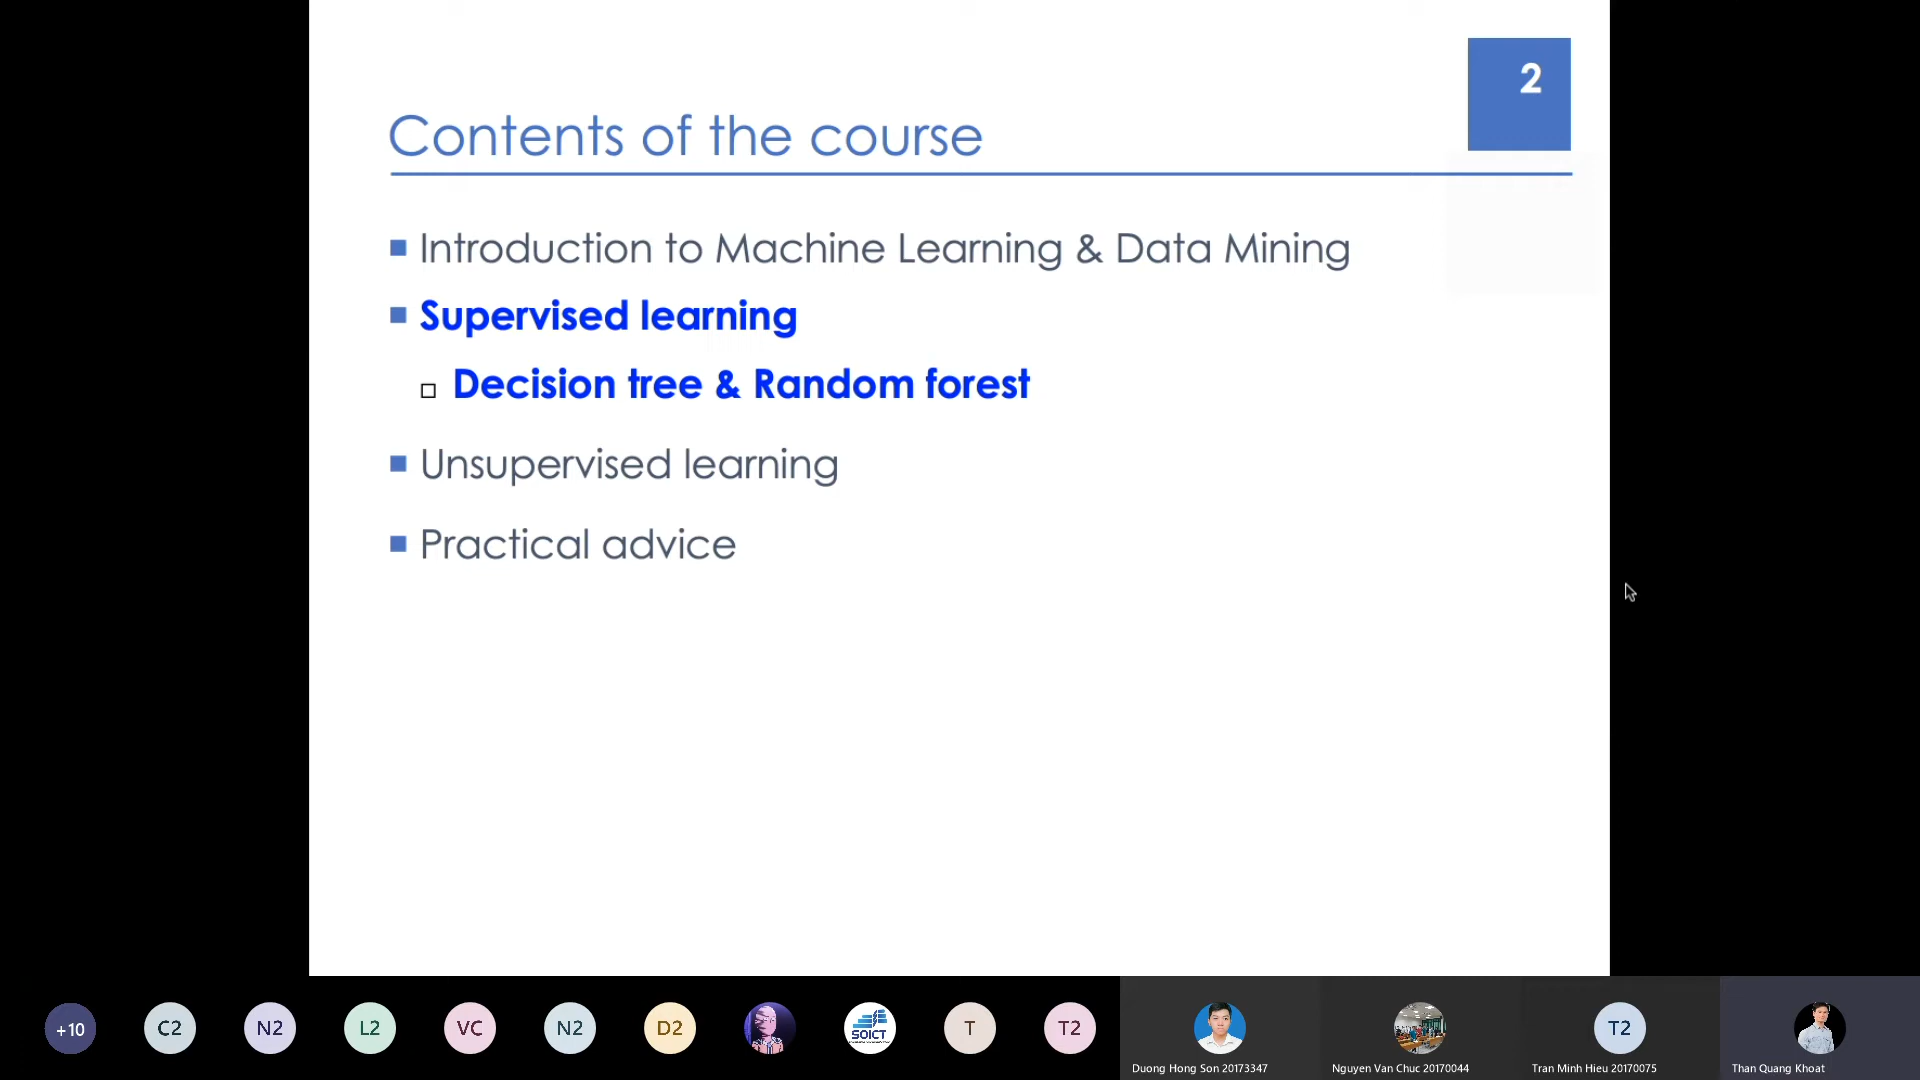 2
Contents of the course
Introduction to Machine Learning & Data Mining
Supervised learning
Decision tree & Random forest
Unsupervised learning
Practical advice
+10
C2
N2
L2
VC
N2
D2
SOICT
T
T2
T2
Duong Hong Son 20173347
Nguyen Van Chuc 20170044
Tran Minh Hieu 20170075
Than Quang Khoat